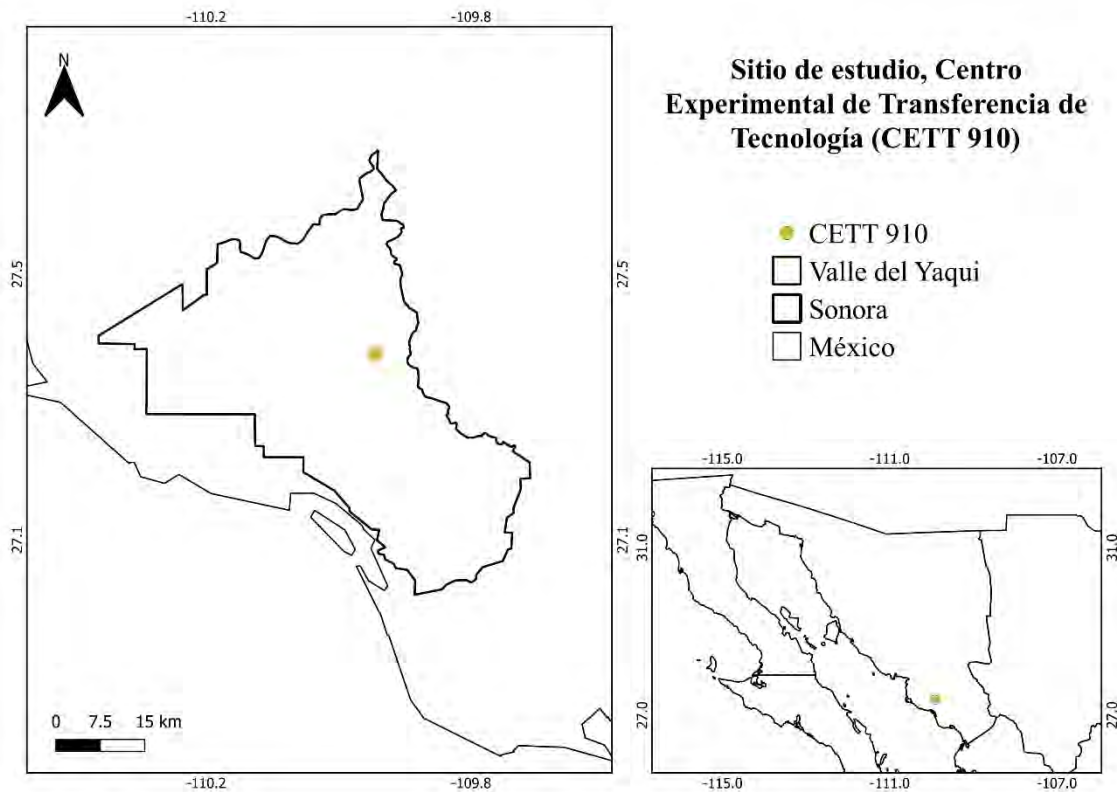 -110.2
-109.8
N
27.5
27.5
27.1
27.1
0 7.5 15 km
-110.2
-109.8
Sitio de estudio, Centro
Experimental de Transferencia de
Tecnología (CETT 910)
CETT 910
Valle del Yaqui
Sonora
México
-115.0
-111.0
-107.0
31.0
31.0
27.0
27.0
-115.0
-111.0
-107.0